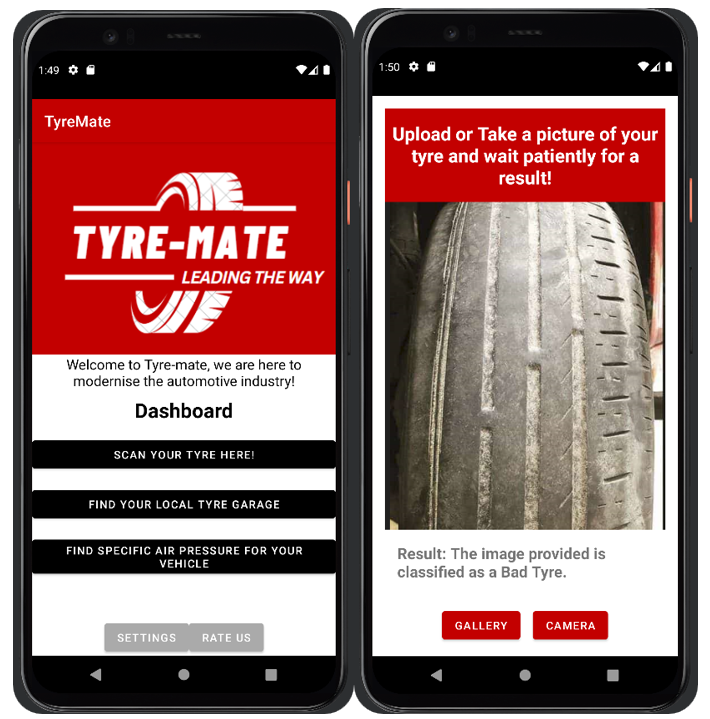 1:49
TyreMate
TYRE-MATE
LEADING THE WAY
Welcome to Tyre-mate, we are here to
modernise the automotive industry!
Dashboard
SCAN YOUR TYRE HERE!
FIND YOUR LOCAL TYRE GARAGE
FIND SPECIFIC AIR PRESSURE FOR YOUR
VEHICLE
SETTINGS
RATE US
1:50
Upload or Take a picture of your
tyre and wait patiently for a
result!
Result: The image provided is
classified as a Bad Tyre.
GALLERY
CAMERA